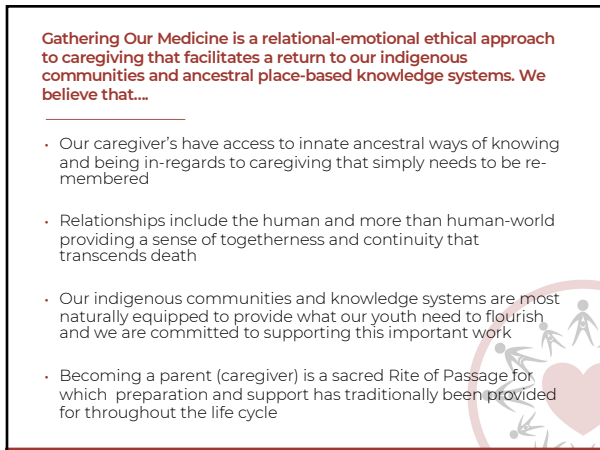 Gathering Our Medicine is a relational-emotional ethical approach
to caregiving that facilitates a return to our indigenous
communities and ancestral place-based knowledge systems. We
believe that....
• Our caregiver's have access to innate ancestral ways of knowing
and being in-regards to caregiving that simply needs to be re-
membered
• Relationships include the human and more than human-world
providing a sense of togetherness and continuity that
transcends death
• Our indigenous communities and knowledge systems are most
naturally equipped to provide what our youth need to flourish
and we are committed to supporting this important work
• Becoming a parent (caregiver) is a sacred Rite of Passage for
which preparation and support has traditionally been provided
for throughout the life cycle